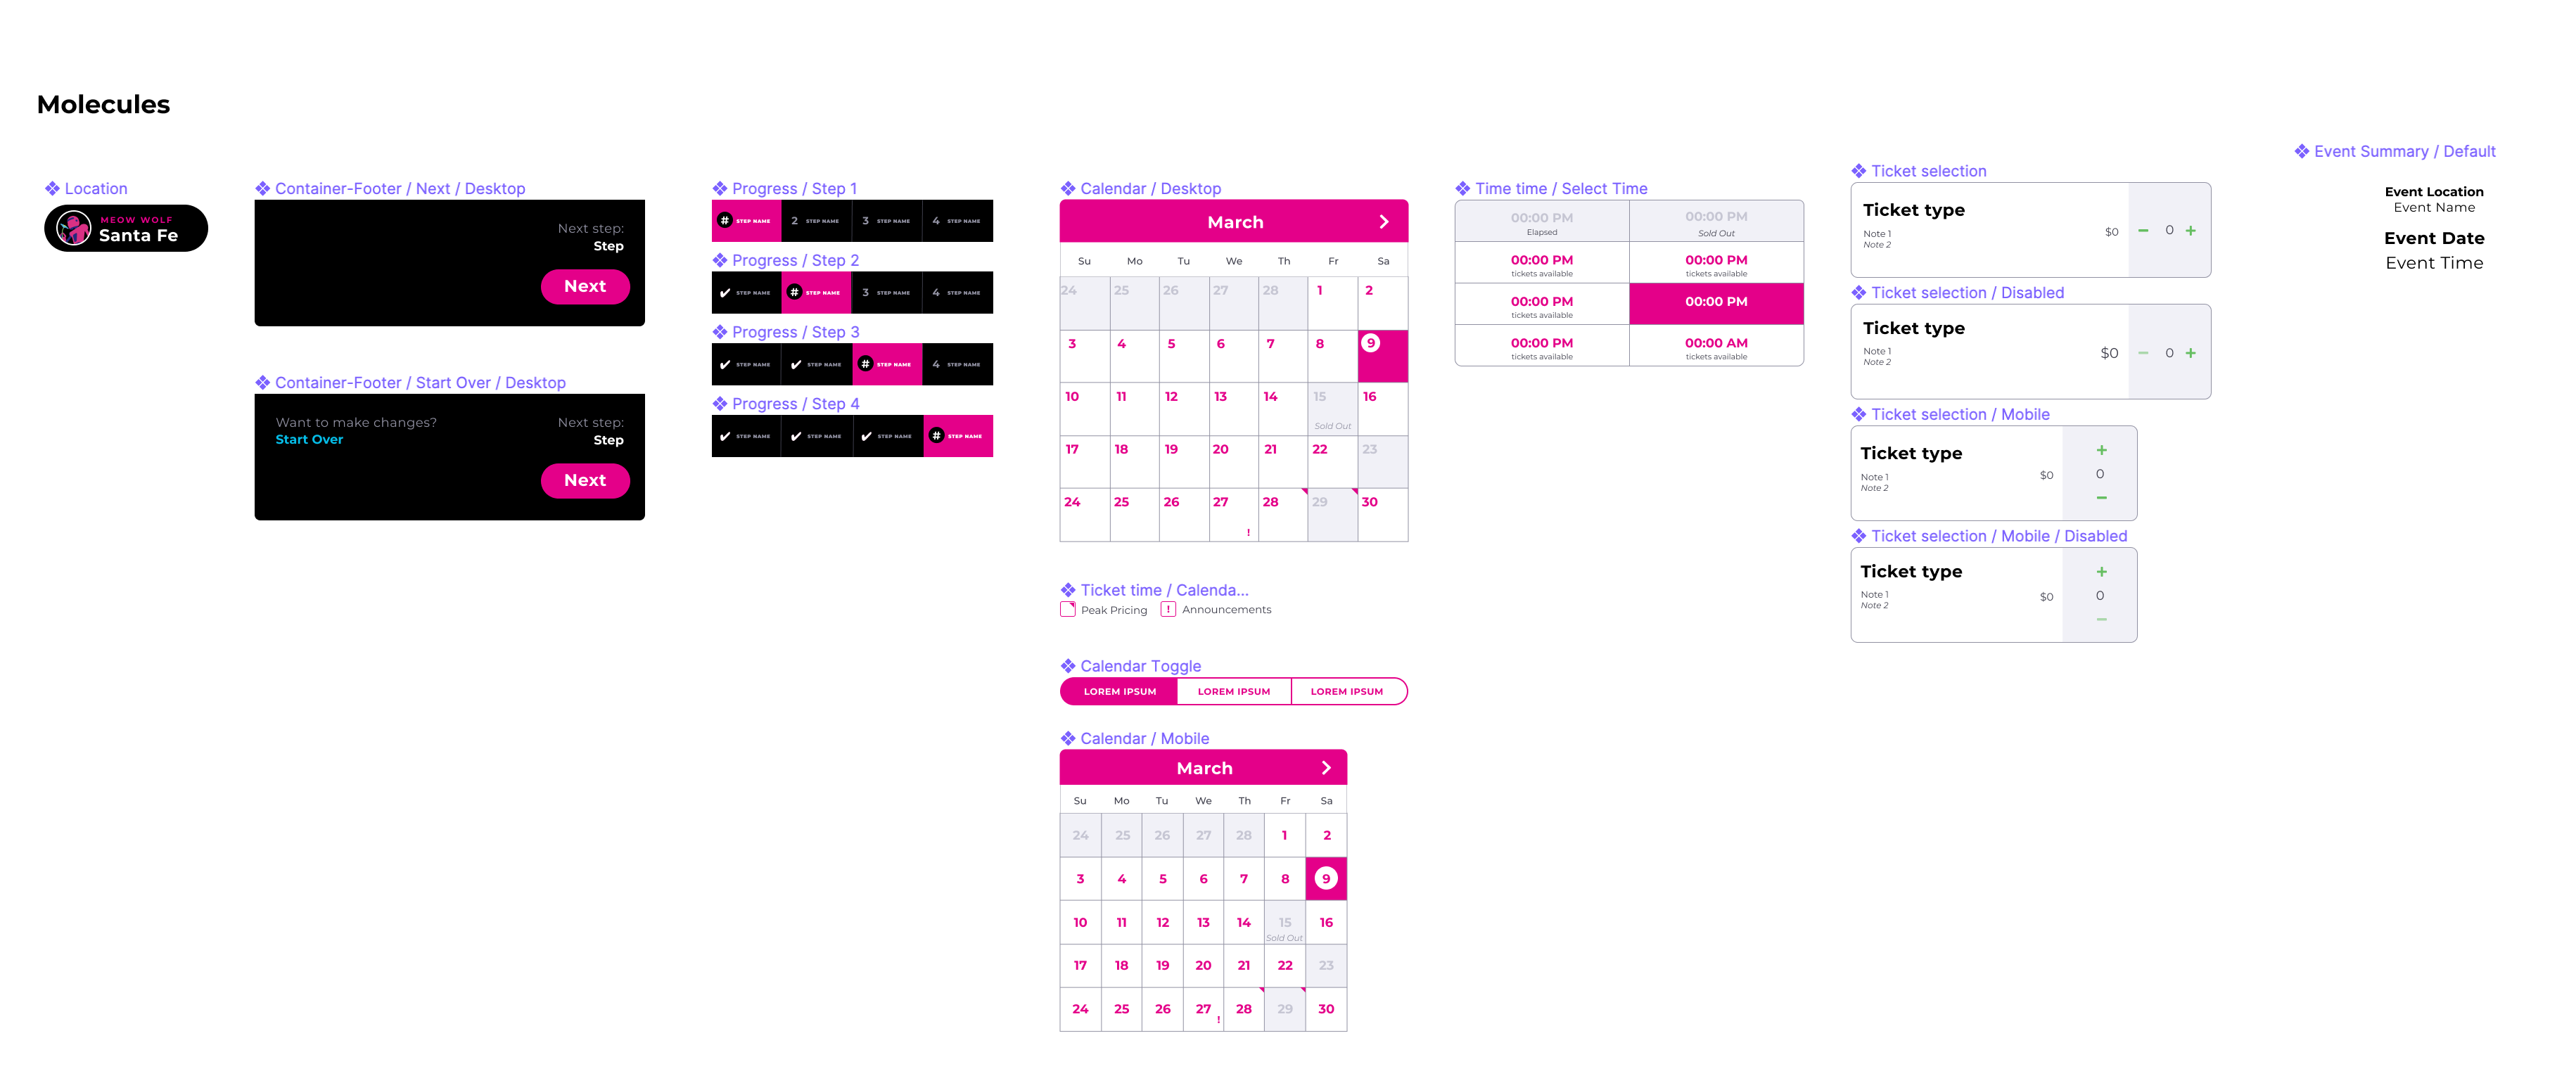 Molecules
Location
MEOW WOLF
Santa Fe
Container-Footer / Next / Desktop
Next step:
Step
Next
Container-Footer / Start Over / Desktop
Want to make changes?
Start Over
Next step:
Step
Next
Progress / Step 1
# STEP NAME 2 STEP NAME 3 STEP NAME 4 STEP NAME
Progress / Step 2
STEP NAME # STEP NAME 3 STEP NAME 4 STEP NAME
Progress / Step 3
STEP NAME STEP NAME # STEP NAME 4 STEP NAME
Progress / Step 4
STEP NAME STEP NAME STEP NAME # STEP NAME
Calendar / Desktop
March
Su Mo Tu We Th Fr Sa
24 25 26 27 28 1 2
3 4 5 6 7 8 9
10 11 12 13 14 15 16
Sold Out
17 18 19 20 21 22 23
24 25 26 27 28 29 30
!
Ticket time / Calenda...
Peak Pricing ! Announcements
Calendar Toggle
LOREM IPSUM LOREM IPSUM LOREM IPSUM
Calendar / Mobile
March
Su Mo Tu We Th Fr Sa
24 25 26 27 28 1 2
3 4 5 6 7 8 9
10 11 12 13 14 15 16
Sold Out
17 18 19 20 21 22 23
24 25 26 27 28 29 30
!
Time time / Select Time
00:00 PM 00:00 PM
Elapsed Sold Out
00:00 PM 00:00 PM
tickets available tickets available
00:00 PM 00:00 PM
tickets available
00:00 PM 00:00 AM
tickets available tickets available
Ticket selection
Ticket type
Note 1
Note 2
$0 − 0 +
Ticket selection / Disabled
Ticket type
Note 1
Note 2
$0 − 0 +
Ticket selection / Mobile
Ticket type
Note 1
Note 2
$0
+
0
−
Ticket selection / Mobile / Disabled
Ticket type
Note 1
Note 2
$0
+
0
−
Event Summary / Default
Event Location
Event Name
Event Date
Event Time